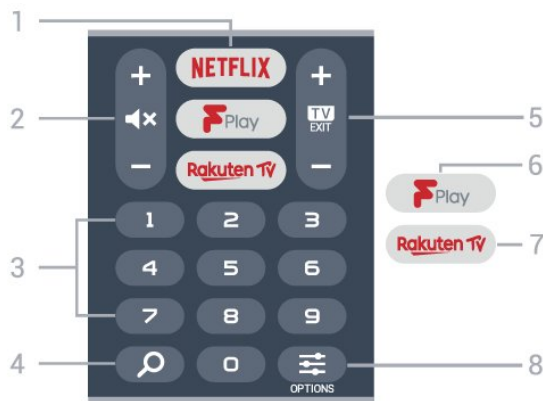 1
+ NETFLIX +
2 Play TV 5
EXIT
6
Play
- Rakuten TV -
1 2 3
Rakuten TV 7
3 4 5 6
7 8 9
4 0 8
OPTIONS